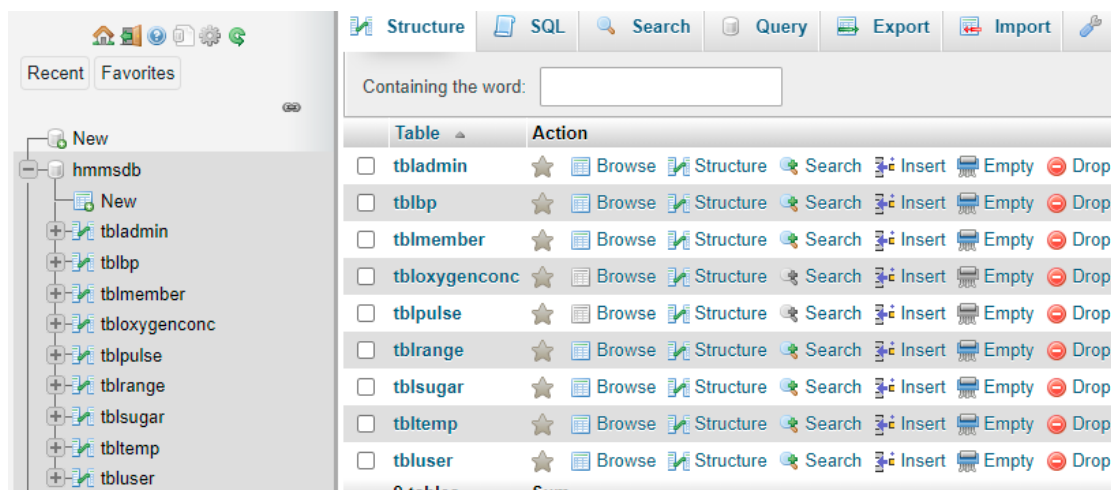 Recent Favorites
New
hmmsdb
New
tbladmin
tblbp
tblmember
tbloxygenconc
tblpulse
tblrange
tblsugar
tbltemp
tbluser
Structure SQL Search Query Export Import
Containing the word:
Table Action
tbladmin Browse Structure Search Insert Empty Drop
tblbp Browse Structure Search Insert Empty Drop
tblmember Browse Structure Search Insert Empty Drop
tbloxygenconc Browse Structure Search Insert Empty Drop
tblpulse Browse Structure Search Insert Empty Drop
tblrange Browse Structure Search Insert Empty Drop
tblsugar Browse Structure Search Insert Empty Drop
tbltemp Browse Structure Search Insert Empty Drop
tbluser Browse Structure Search Insert Empty Drop